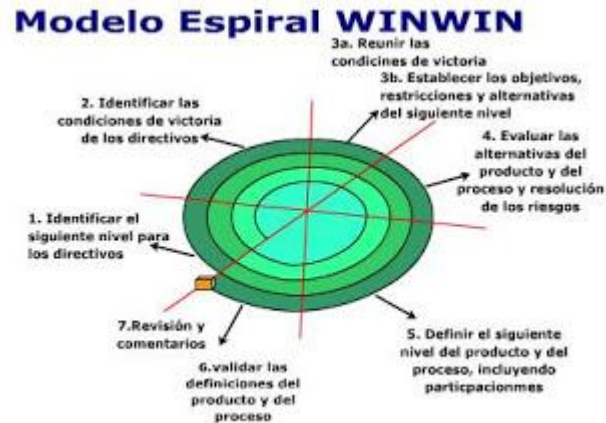 Modelo Espiral WINWIN
3a. Reunir las
condicines de victoria
3b. Establecer los objetivos,
restricciones y alternativas
del siguiente nivel
2. Identificar las
condiciones de victoria
de los directivos
4. Evaluar las
alternativas del
producto y del
proceso y resolución
de los riesgos
1. Identificar el
siguiente nivel para
los directivos
7.Revisión y
comentarios
6.validar las
definiciones del
producto y del
proceso
5. Definir el siguiente
nivel del producto y del
proceso, incluyendo
particpacionmes